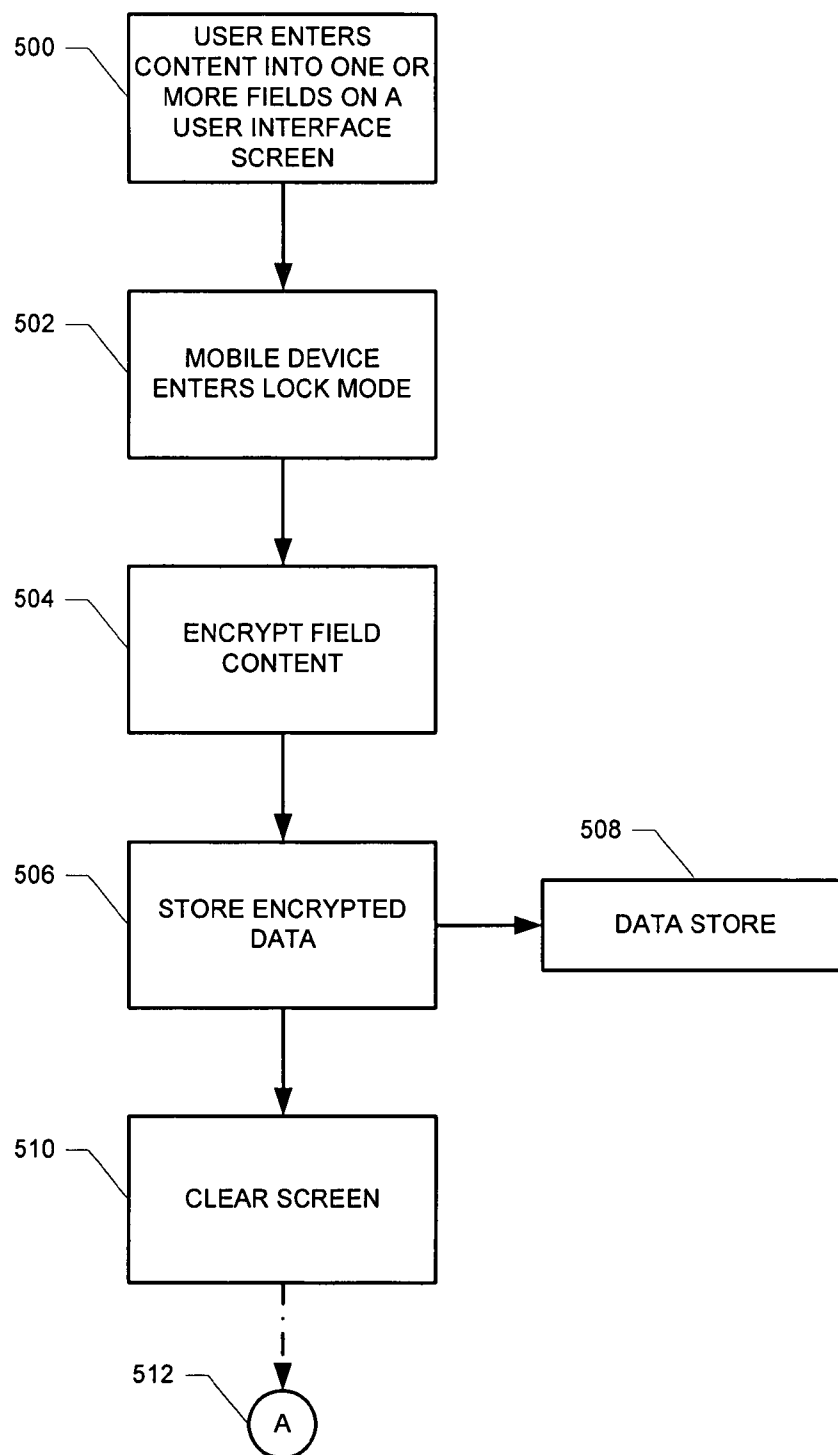 500
USER ENTERS
CONTENT INTO ONE OR
MORE FIELDS ON A
USER INTERFACE
SCREEN
502
MOBILE DEVICE
ENTERS LOCK MODE
504
ENCRYPT FIELD
CONTENT
506
STORE ENCRYPTED
DATA
508
DATA STORE
510
CLEAR SCREEN
512
A